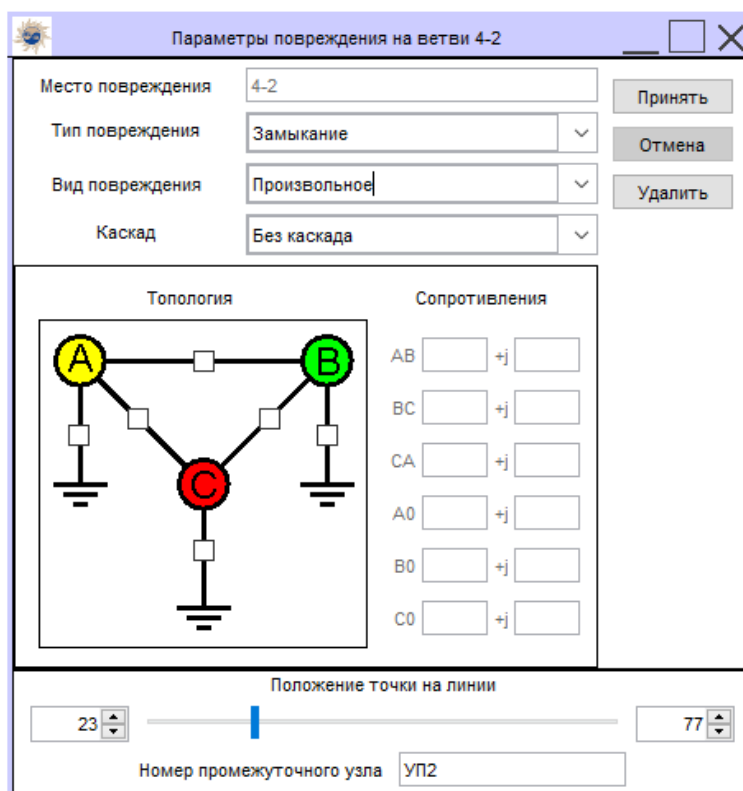 Параметры повреждения на ветви 4-2
Место повреждения 4-2 Принять
Тип повреждения Замыкание Отмена
Вид повреждения Произвольное Удалить
Каскад Без каскада
Топология Сопротивления
A B C
AB +j
BC +j
CA +j
A0 +j
B0 +j
C0 +j
Положение точки на линии
23 77
Номер промежуточного узла УП2